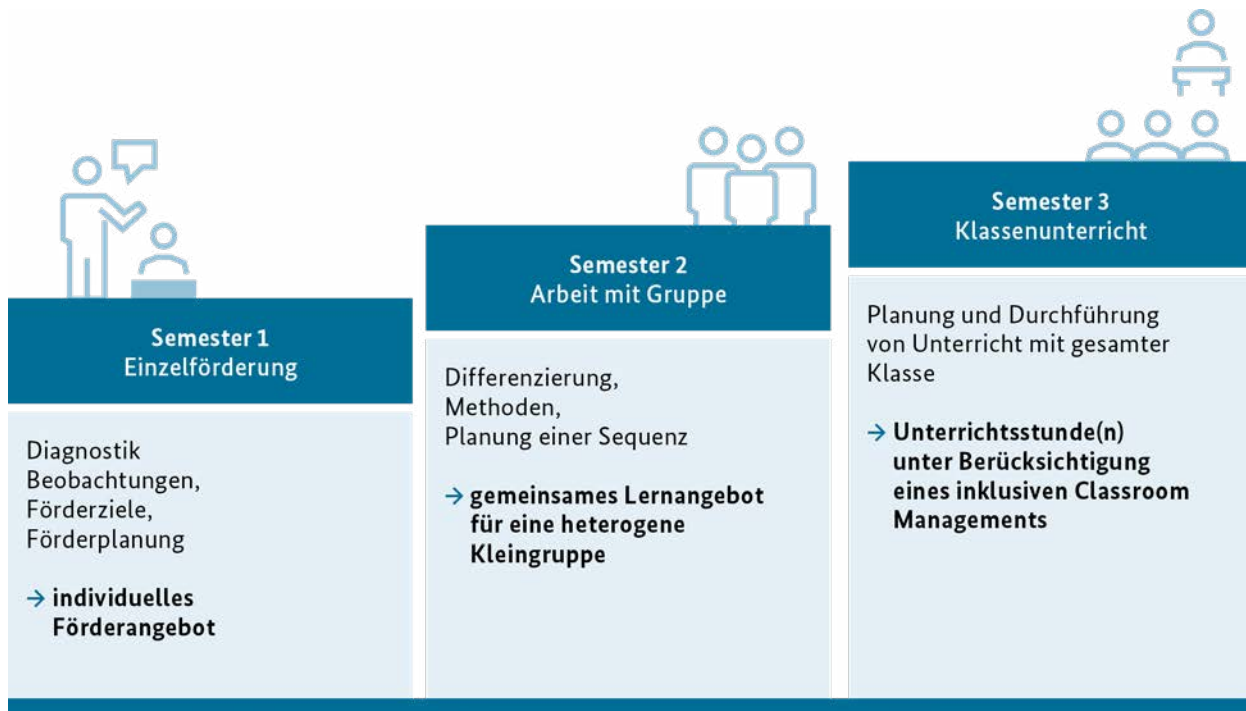 Semester 1
Einzelförderung
Diagnostik
Beobachtungen,
Förderziele,
Förderplanung
→ individuelles
Förderangebot
Semester 2
Arbeit mit Gruppe
Differenzierung,
Methoden,
Planung einer Sequenz
→ gemeinsames Lernangebot
für eine heterogene
Kleingruppe
Semester 3
Klassenunterricht
Planung und Durchführung
von Unterricht mit gesamter
Klasse
→ Unterrichtsstunde(n)
unter Berücksichtigung
eines inklusiven Classroom
Managements